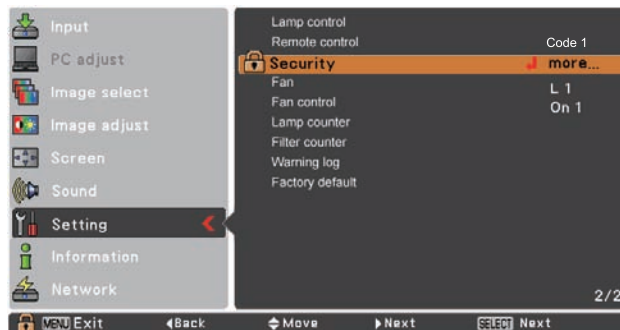 Input
PC adjust
Image select
Image adjust
Screen
Sound
Setting
Information
Network
Lamp control
Remote control Code 1
Security more...
Fan L 1
Fan control On 1
Lamp counter
Filter counter
Warning log
Factory default
2/2
MENU Exit Back Move Next SELECT Next